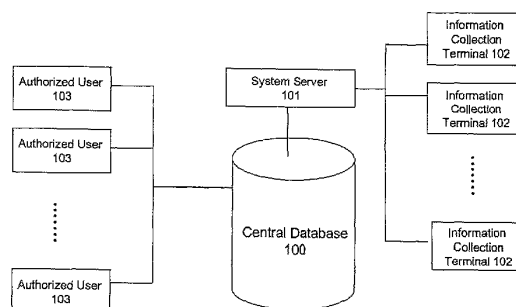 Authorized User
103
Authorized User
103
Authorized User
103
System Server
101
Central Database
100
Information
Collection
Terminal 102
Information
Collection
Terminal 102
Information
Collection
Terminal 102